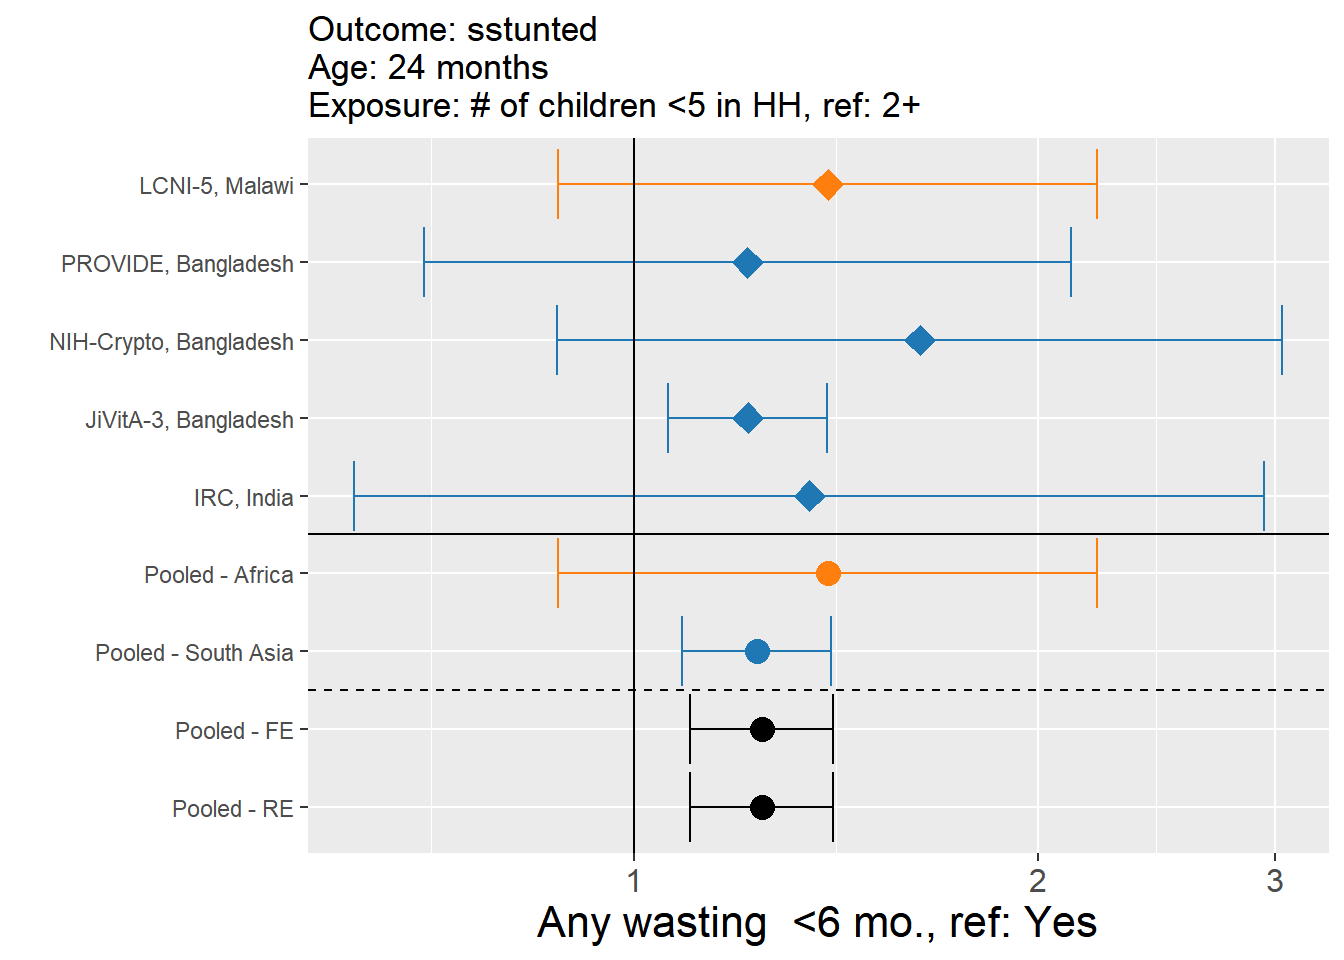 Outcome: sstunted
Age: 24 months
Exposure: # of children <5 in HH, ref: 2+
LCNI-5, Malawi
PROVIDE, Bangladesh
NIH-Crypto, Bangladesh
JiVitA-3, Bangladesh
IRC, India
Pooled - Africa
Pooled - South Asia
Pooled - FE
Pooled - RE
1 2 3
Any wasting  <6 mo., ref: Yes